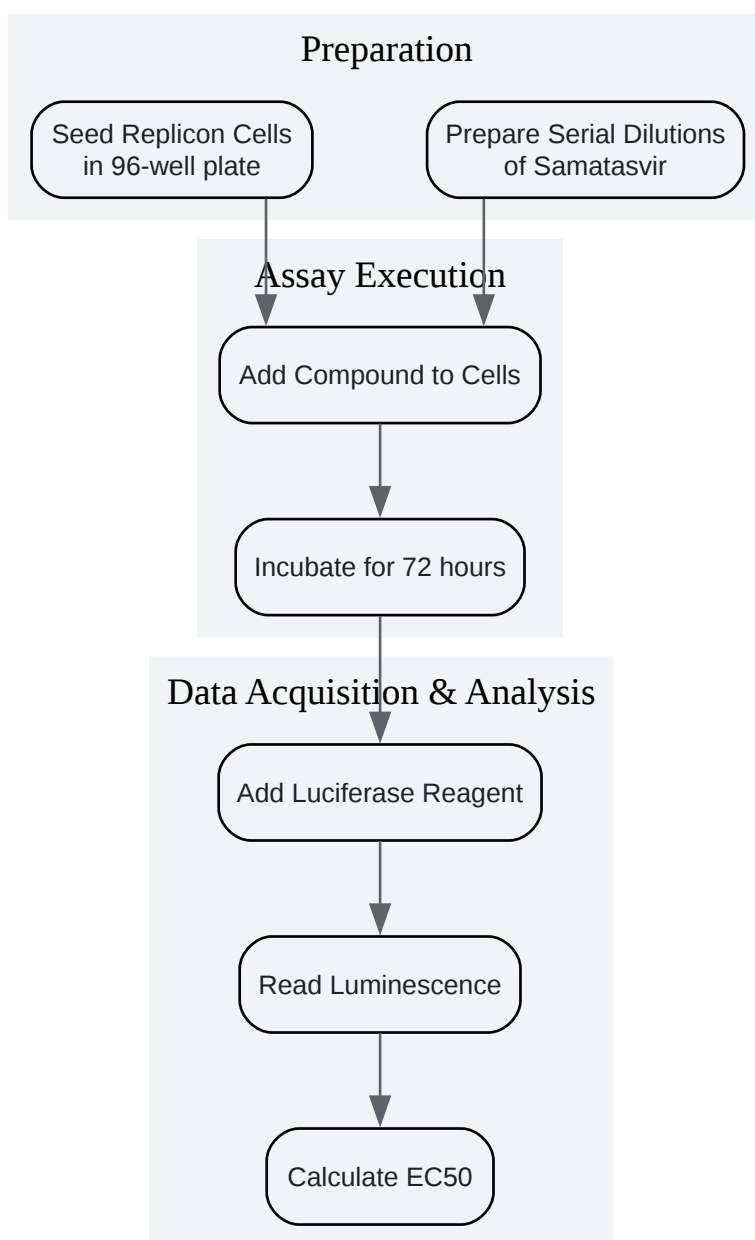 Preparation
Seed Replicon Cells
in 96-well plate
Prepare Serial Dilutions
of Samatasvir
Assay Execution
Add Compound to Cells
Incubate for 72 hours
Data Acquisition & Analysis
Add Luciferase Reagent
Read Luminescence
Calculate EC50